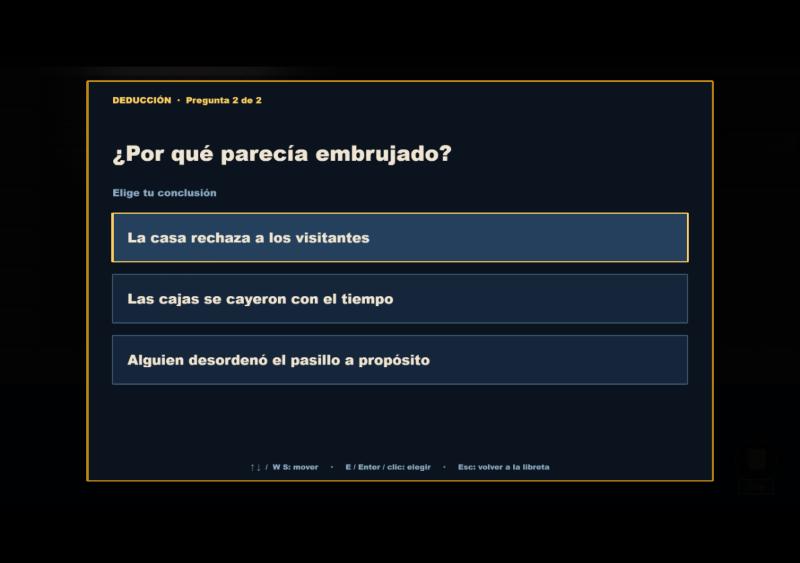 DEDUCCIÓN · Pregunta 2 de 2
¿Por qué parecía embrujado?
Elige tu conclusión
La casa rechaza a los visitantes
Las cajas se cayeron con el tiempo
Alguien desordenó el pasillo a propósito
↑↓ / W S: mover · E / Enter / clic: elegir · Esc: volver a la libreta